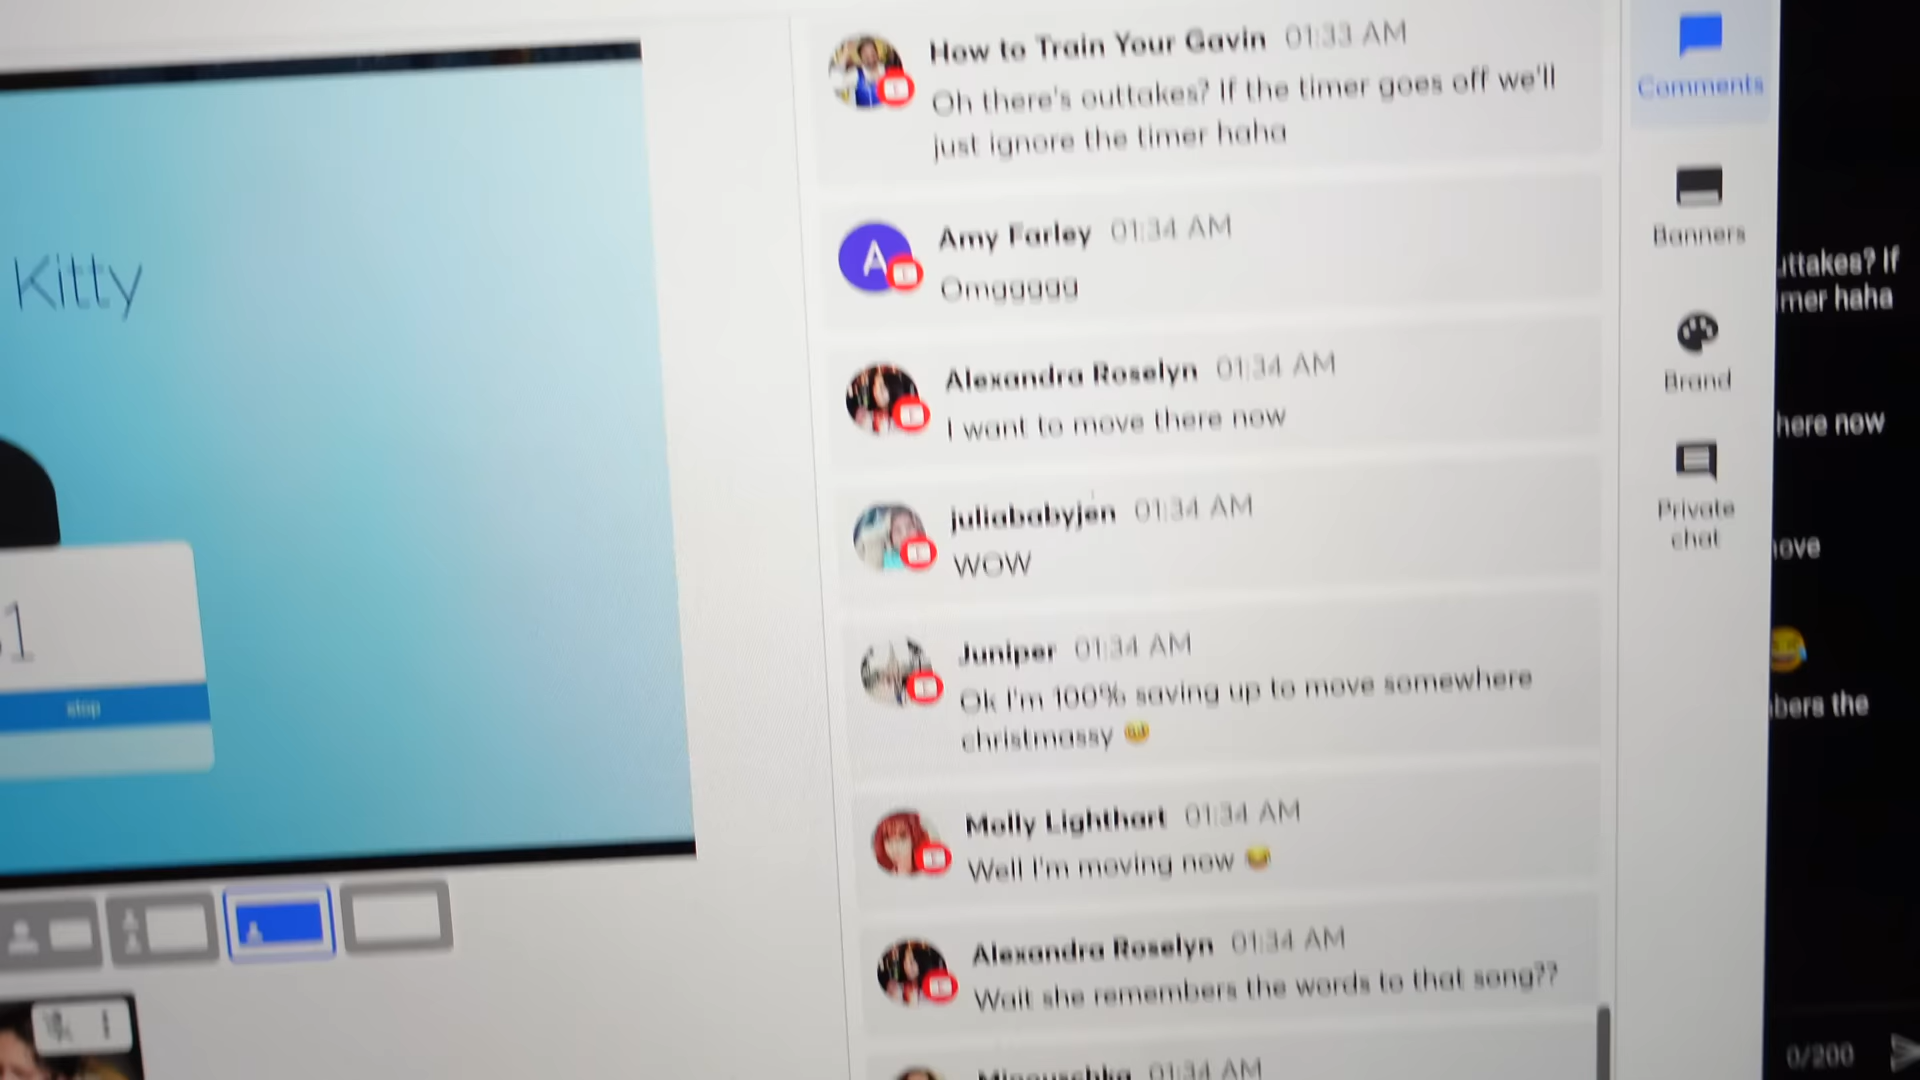 How to Train Your Gavin 01:33 AM
Oh there's outtakes? If the timer goes off we'll
just ignore the timer haha
Amy Farley 01:34 AM
A
Omggggg
Alexandra Roselyn 01:34 AM
I want to move there now
juliababyjen 01:34 AM
WOW
Juniper 01:34 AM
Ok I'm 100% saving up to move somewhere
christmassy 😅
Molly Lighthart 01:34 AM
Well I'm moving now 😂
Alexandra Roselyn 01:34 AM
Wait she remembers the words to that song??
01:34 AM
Kitty
stop
Comments
Banners
Brand
Private
chat
uttakes? If
mer haha
here now
ove
😂
bers the
0/200